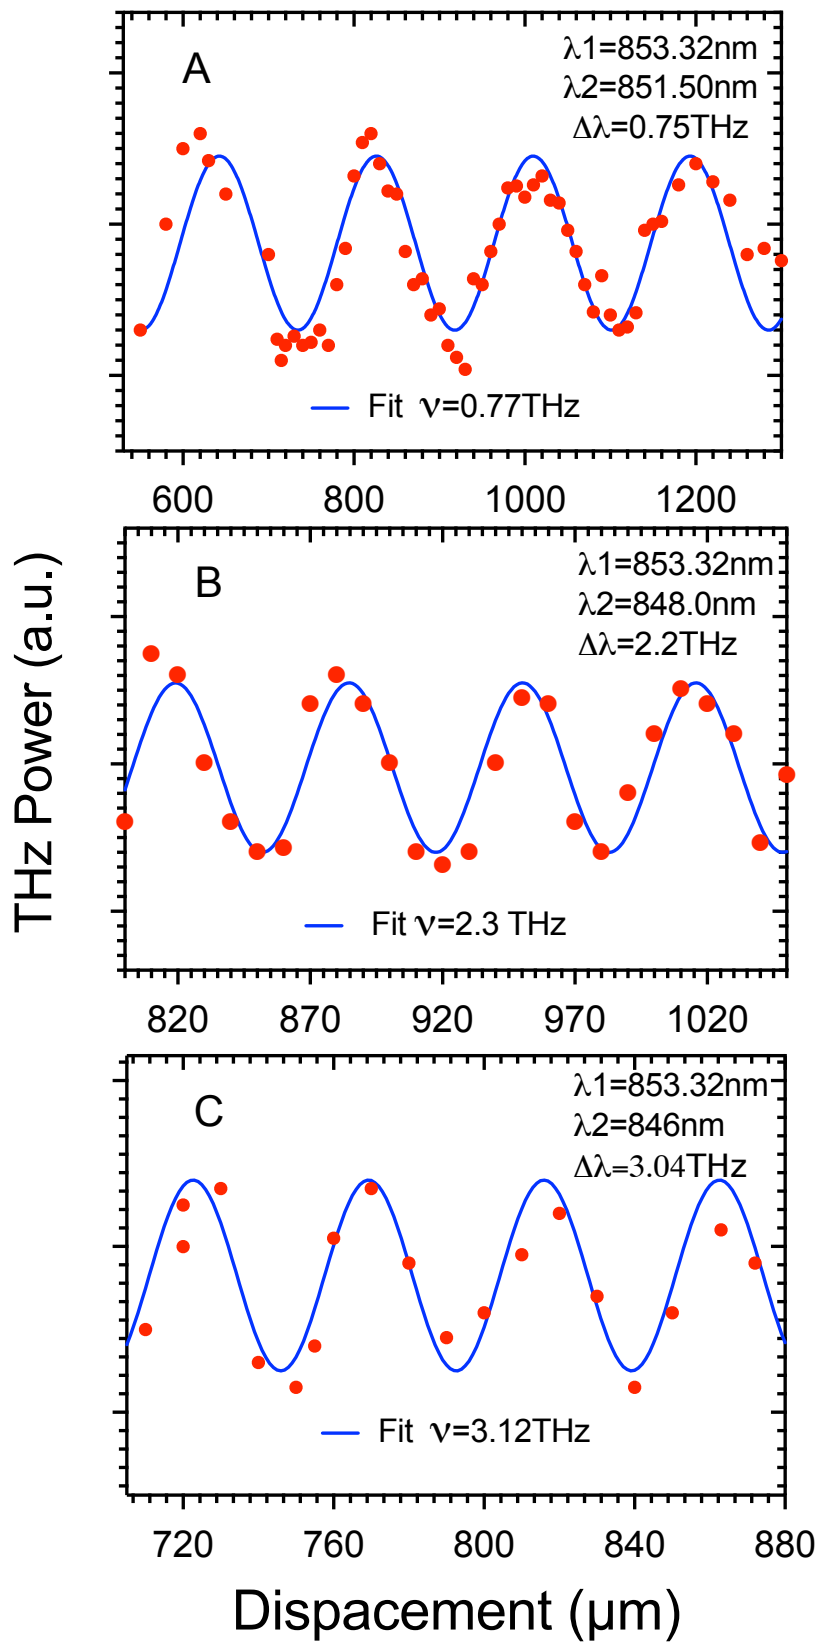 A
λ1=853.32nm
λ2=851.50nm
Δλ=0.75THz
Fit ν=0.77THz
600 800 1000 1200
B
λ1=853.32nm
λ2=848.0nm
Δλ=2.2THz
Fit ν=2.3 THz
820 870 920 970 1020
THz Power (a.u.)
C
λ1=853.32nm
λ2=846nm
Δλ=3.04THz
Fit ν=3.12THz
720 760 800 840 880
Dispacement (μm)